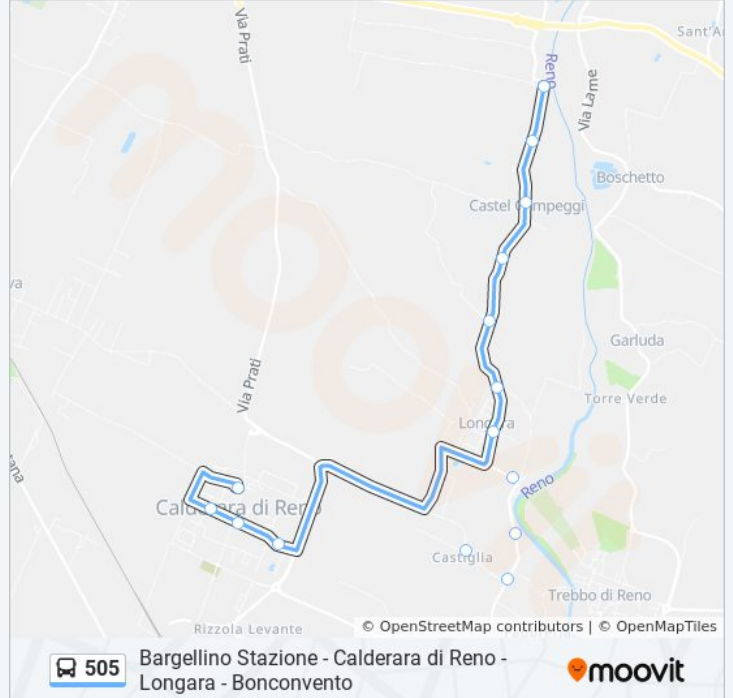 Via Prati
Reno
Sant'A
Via Lame
Boschetto
Castel Campeggi
va
Garluda
Via Prati
Torre Verde
Longara
Reno
Calderara di Reno
Castiglia
Trebbo di Reno
Rizzola Levante
© OpenStreetMap contributors | © OpenMapTiles
505
Bargellino Stazione - Calderara di Reno -
Longara - Bonconvento
moovit